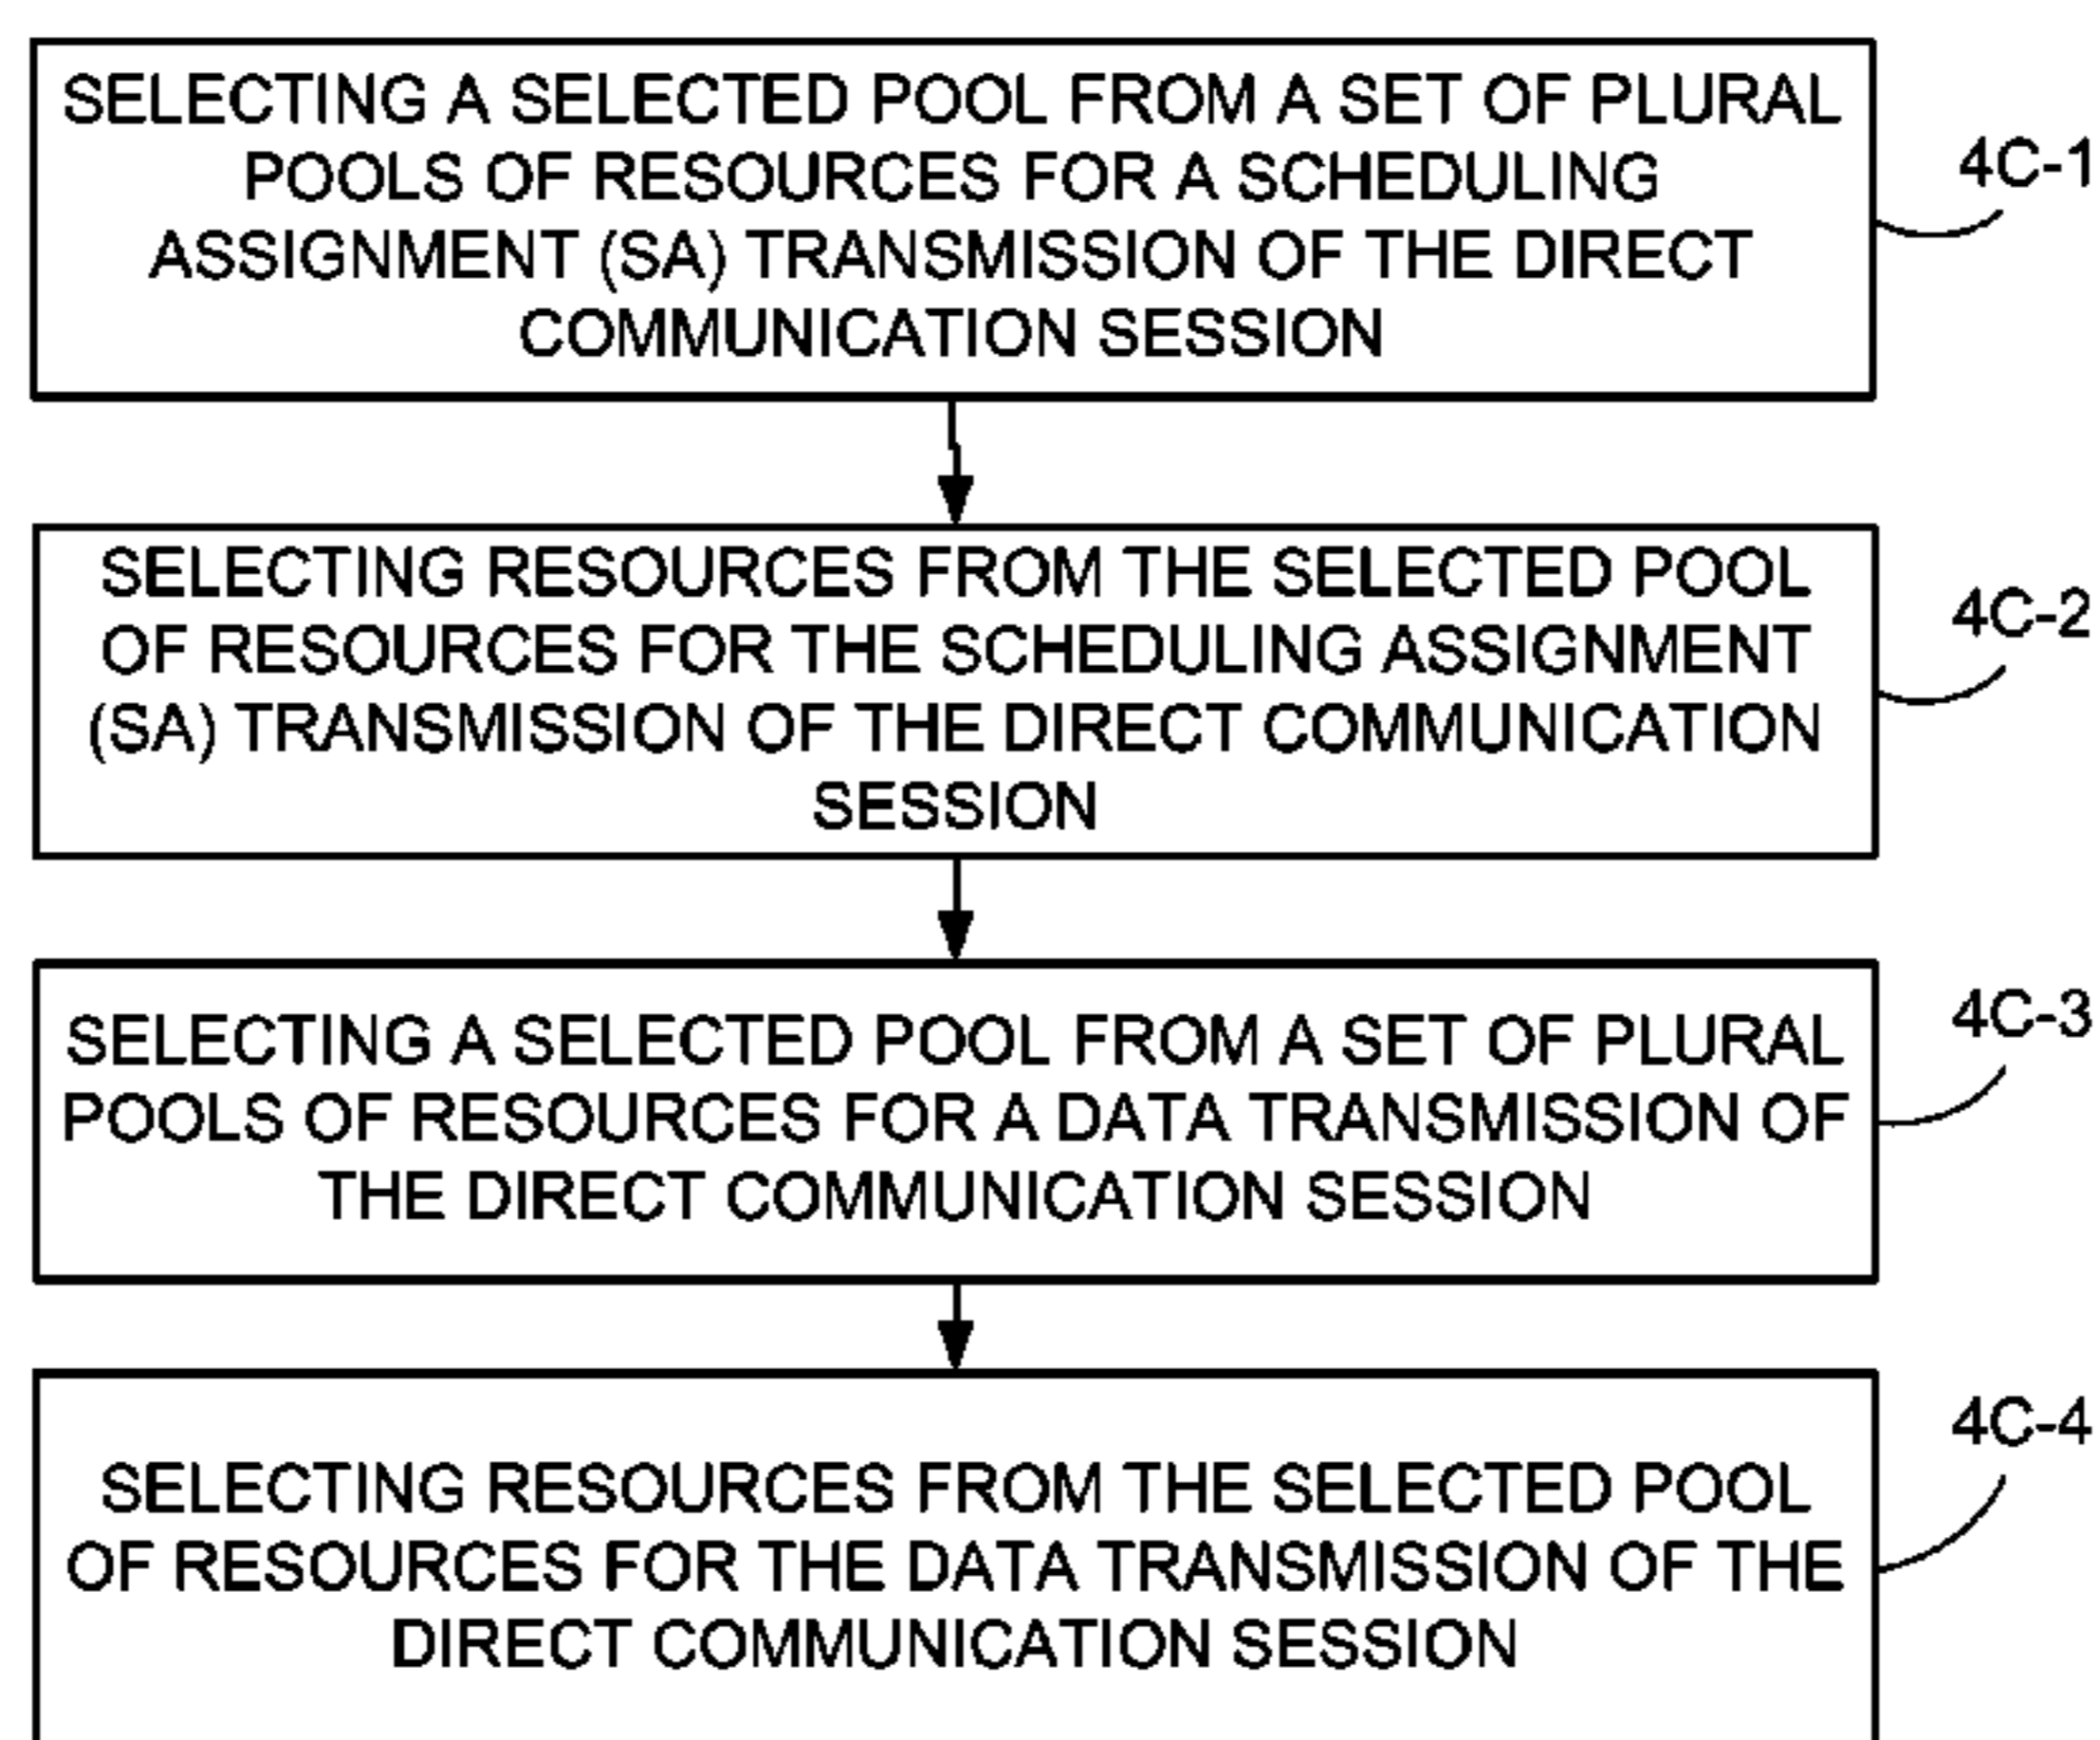 SELECTING A SELECTED POOL FROM A SET OF PLURAL
POOLS OF RESOURCES FOR A SCHEDULING
ASSIGNMENT (SA) TRANSMISSION OF THE DIRECT
COMMUNICATION SESSION
4C-1
SELECTING RESOURCES FROM THE SELECTED POOL
OF RESOURCES FOR THE SCHEDULING ASSIGNMENT
(SA) TRANSMISSION OF THE DIRECT COMMUNICATION
SESSION
4C-2
SELECTING A SELECTED POOL FROM A SET OF PLURAL
POOLS OF RESOURCES FOR A DATA TRANSMISSION OF
THE DIRECT COMMUNICATION SESSION
4C-3
SELECTING RESOURCES FROM THE SELECTED POOL
OF RESOURCES FOR THE DATA TRANSMISSION OF THE
DIRECT COMMUNICATION SESSION
4C-4